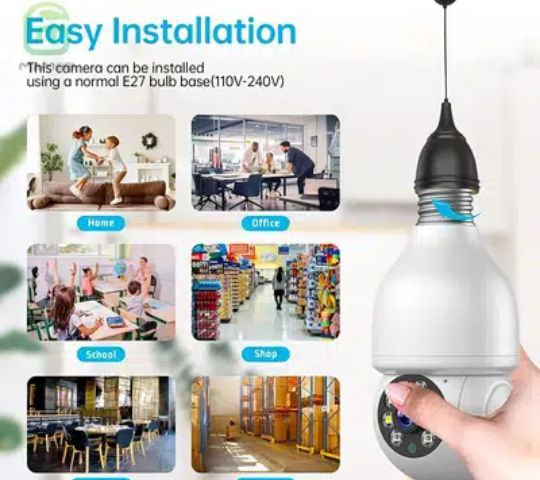 Easy Installation
This camera can be installed
using a normal E27 bulb base(110V-240V)
Home
Office
School
Shop